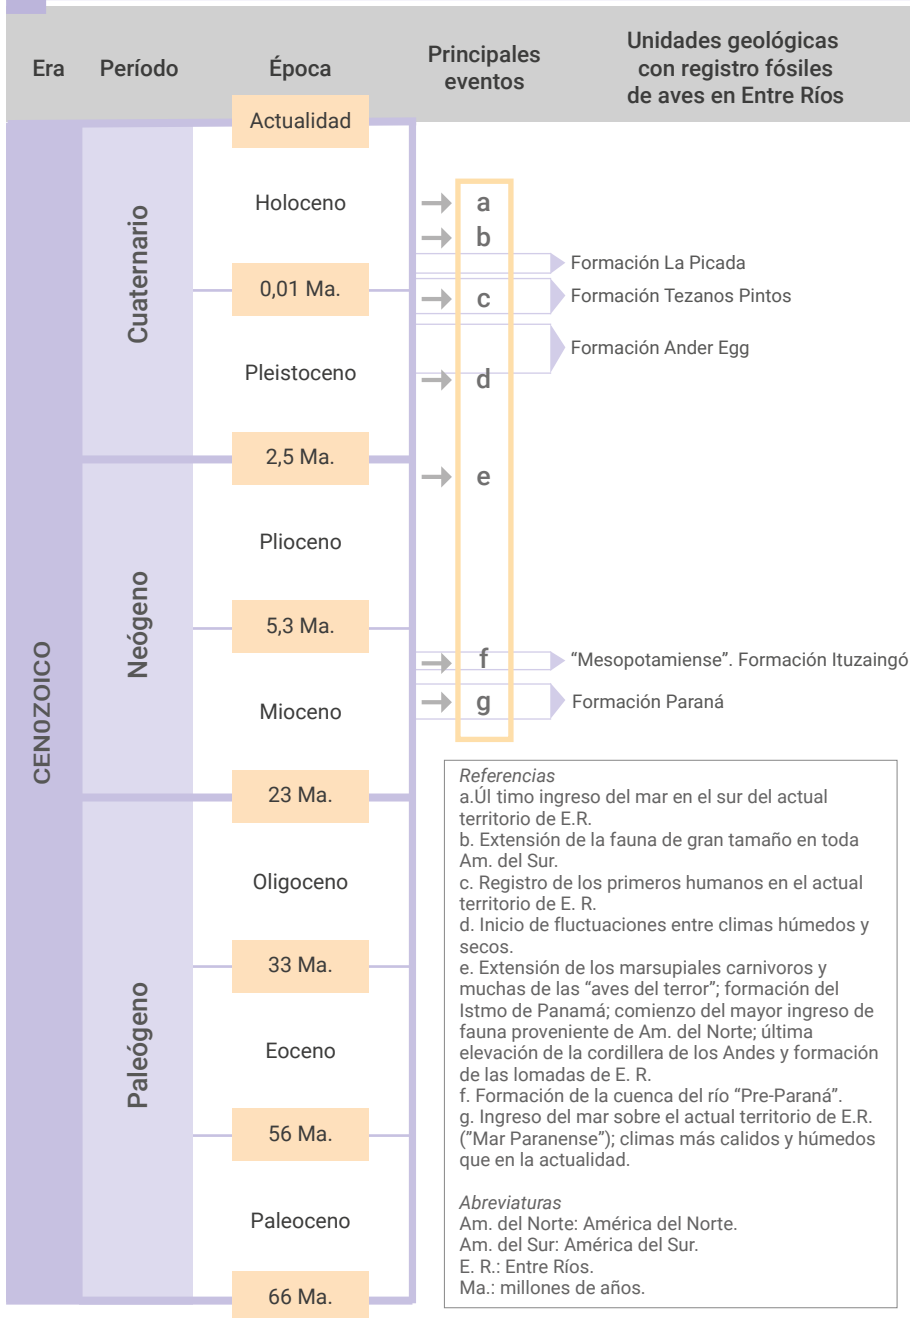 Era
Período
Época
Principales
eventos
Unidades geológicas
con registro fósiles
de aves en Entre Ríos
CENOZOICO
Cuaternario
Neógeno
Paleógeno
Actualidad
Holoceno
0,01 Ma.
Pleistoceno
2,5 Ma.
Plioceno
5,3 Ma.
Mioceno
23 Ma.
Oligoceno
33 Ma.
Eoceno
56 Ma.
Paleoceno
66 Ma.
a
b
c
d
e
f
g
Formación La Picada
Formación Tezanos Pintos
Formación Ander Egg
“Mesopotamiense”. Formación Ituzaingó
Formación Paraná
Referencias
a.Úl timo ingreso del mar en el sur del actual
territorio de E.R.
b. Extensión de la fauna de gran tamaño en toda
Am. del Sur.
c. Registro de los primeros humanos en el actual
territorio de E. R.
d. Inicio de fluctuaciones entre climas húmedos y
secos.
e. Extensión de los marsupiales carnivoros y
muchas de las “aves del terror”; formación del
Istmo de Panamá; comienzo del mayor ingreso de
fauna proveniente de Am. del Norte; última
elevación de la cordillera de los Andes y formación
de las lomadas de E. R.
f. Formación de la cuenca del río “Pre-Paraná”.
g. Ingreso del mar sobre el actual territorio de E.R.
(”Mar Paranense”); climas más calidos y húmedos
que en la actualidad.
Abreviaturas
Am. del Norte: América del Norte.
Am. del Sur: América del Sur.
E. R.: Entre Ríos.
Ma.: millones de años.